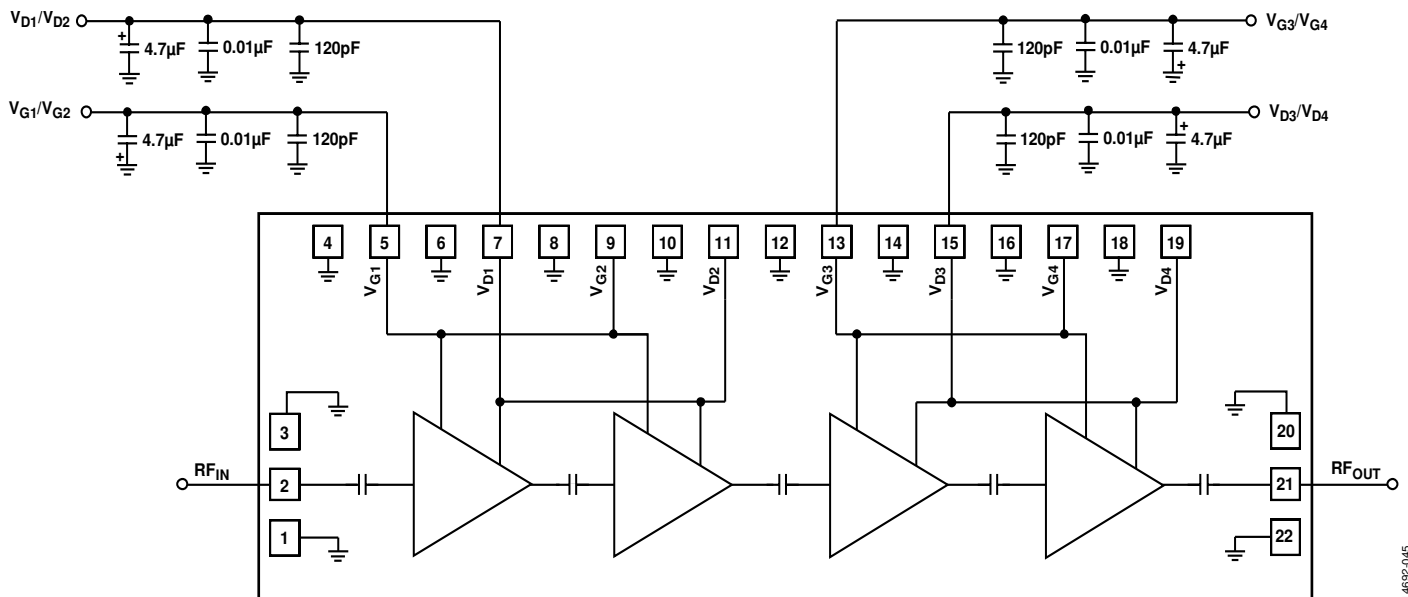 VD1/VD2
+
4.7µF
0.01µF
120pF
VG3/VG4
120pF
0.01µF
4.7µF
+
VG1/VG2
4.7µF
+
0.01µF
120pF
VD3/VD4
120pF
0.01µF
+
4.7µF
4
5
6
7
8
9
10
11
12
13
14
15
16
17
18
19
VG1
VD1
VG2
VD2
VG3
VD3
VG4
VD4
3
20
RFIN
2
21
RFOUT
1
22
4692-045